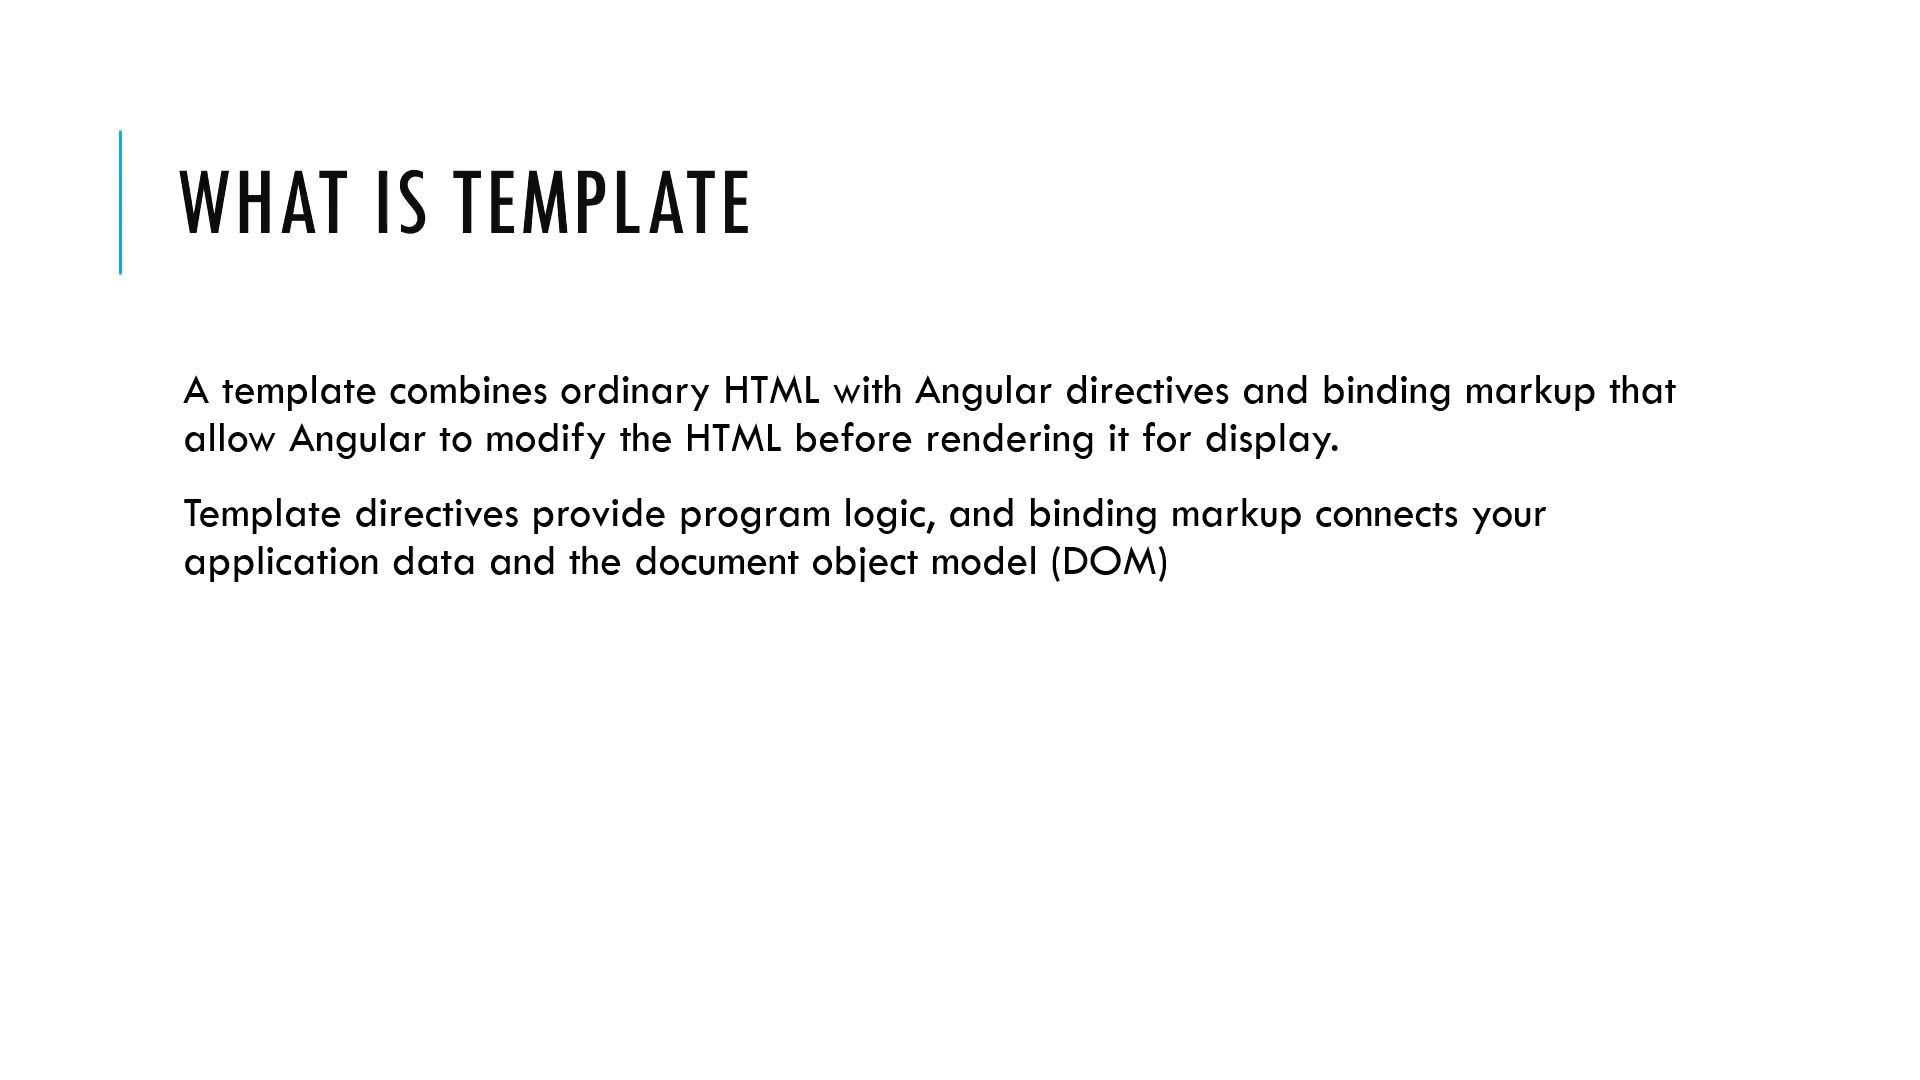 WHAT IS TEMPLATE
A template combines ordinary HTML with Angular directives and binding markup that
allow Angular to modify the HTML before rendering it for display.
Template directives provide program logic, and binding markup connects your
application data and the document object model (DOM)